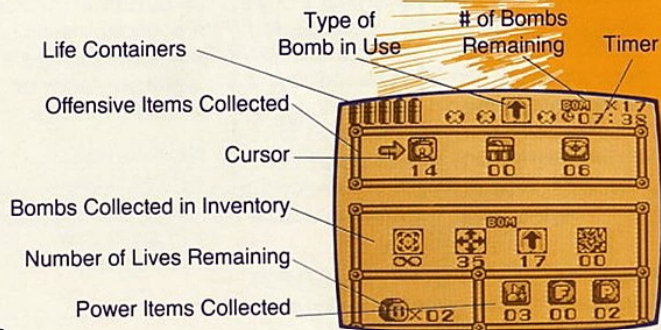 Type of
Bomb in Use
# of Bombs
Remaining
Timer
Life Containers
Offensive Items Collected
Cursor
Bombs Collected in Inventory
Number of Lives Remaining
Power Items Collected
BOM ×17
07:38
14 00 06
BOM
∞ 35 17 00
×02
03 00 02